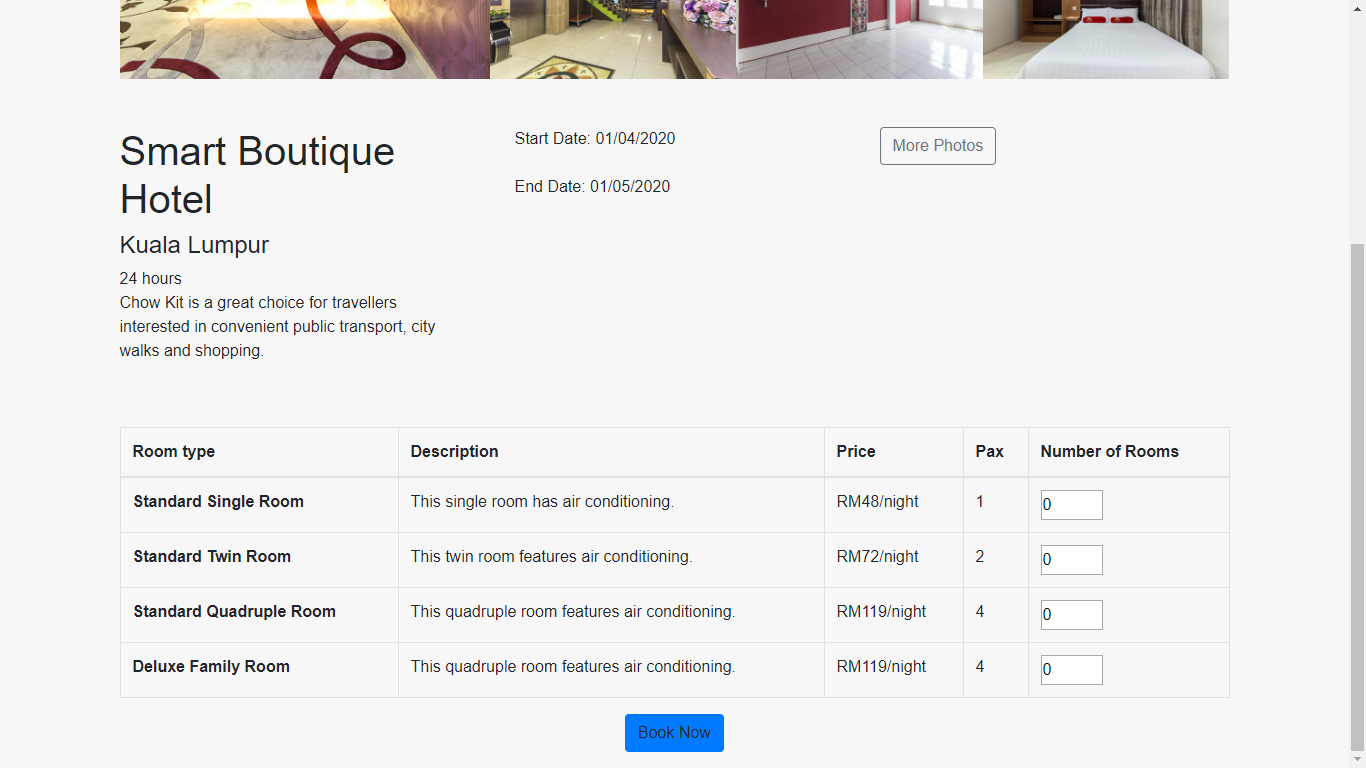 Smart Boutique
Hotel
Kuala Lumpur
24 hours
Chow Kit is a great choice for travellers
interested in convenient public transport, city
walks and shopping.
Start Date: 01/04/2020
End Date: 01/05/2020
More Photos
Room type Description Price Pax Number of Rooms
Standard Single Room This single room has air conditioning. RM48/night 1 0
Standard Twin Room This twin room features air conditioning. RM72/night 2 0
Standard Quadruple Room This quadruple room features air conditioning. RM119/night 4 0
Deluxe Family Room This quadruple room features air conditioning. RM119/night 4 0
Book Now